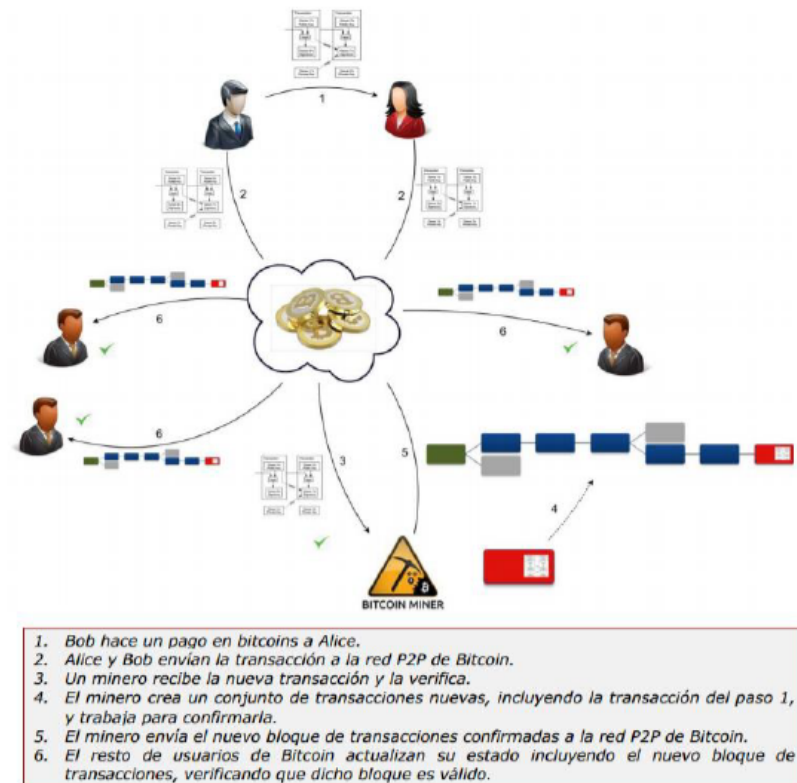 1
2
2
6
6
6
3
5
4
BITCOIN MINER
1. Bob hace un pago en bitcoins a Alice.
2. Alice y Bob envían la transacción a la red P2P de Bitcoin.
3. Un minero recibe la nueva transacción y la verifica.
4. El minero crea un conjunto de transacciones nuevas, incluyendo la transacción del paso 1,
y trabaja para confirmarla.
5. El minero envía el nuevo bloque de transacciones confirmadas a la red P2P de Bitcoin.
6. El resto de usuarios de Bitcoin actualizan su estado incluyendo el nuevo bloque de
transacciones, verificando que dicho bloque es válido.